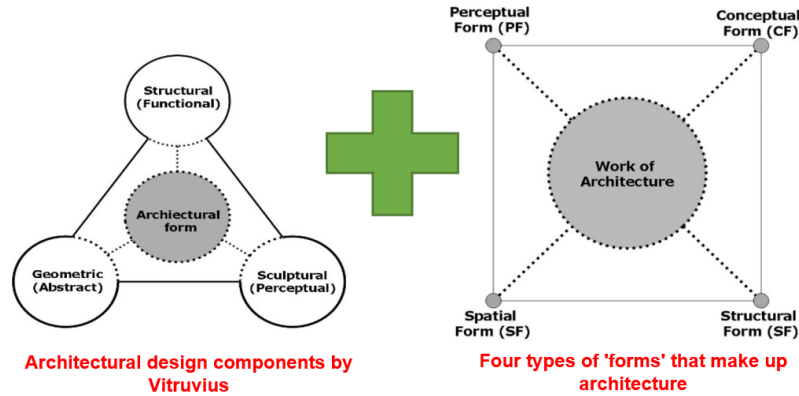 Structural
(Functional)
Archiectural
form
Geometric
(Abstract)
Sculptural
(Perceptual)
Architectural design components by
Vitruvius
Perceptual
Form (PF)
Conceptual
Form (CF)
Work of
Architecture
Spatial
Form (SF)
Structural
Form (SF)
Four types of 'forms' that make up
architecture